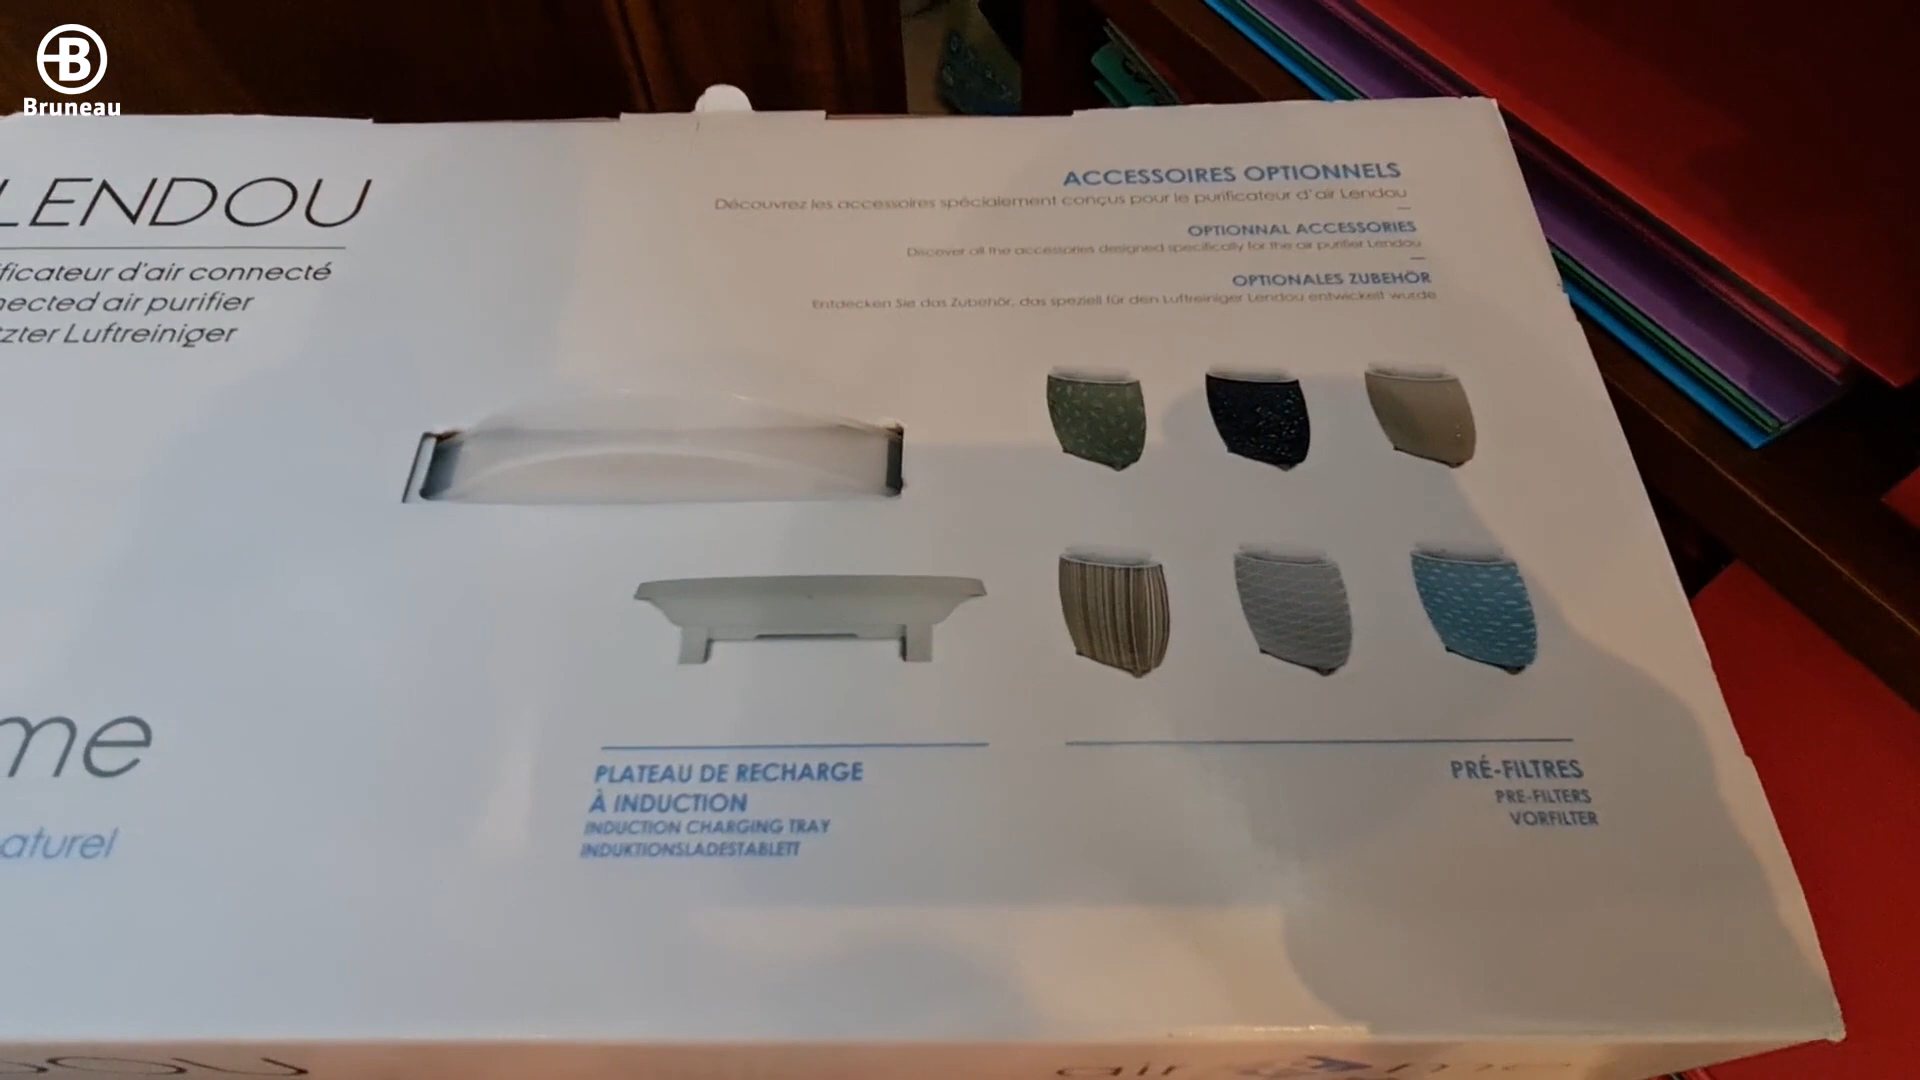 B
Bruneau
LENDOU
ificateur d'air connecté
nected air purifier
tzter Luftreiniger
ACCESSOIRES OPTIONNELS
Découvrez les accessoires spécialement conçus pour le purificateur d'air Lendou
OPTIONNAL ACCESSORIES
Discover all the accessories designed specifically for the air purifier Lendou
OPTIONALES ZUBEHÖR
Entdecken Sie das Zubehör, das speziell für den Luftreiniger Lendou entwickelt wurde
me
aturel
PLATEAU DE RECHARGE
À INDUCTION
INDUCTION CHARGING TRAY
INDUKTIONSLADESTABLETT
PRÉ-FILTRES
PRE-FILTERS
VORFILTER
air